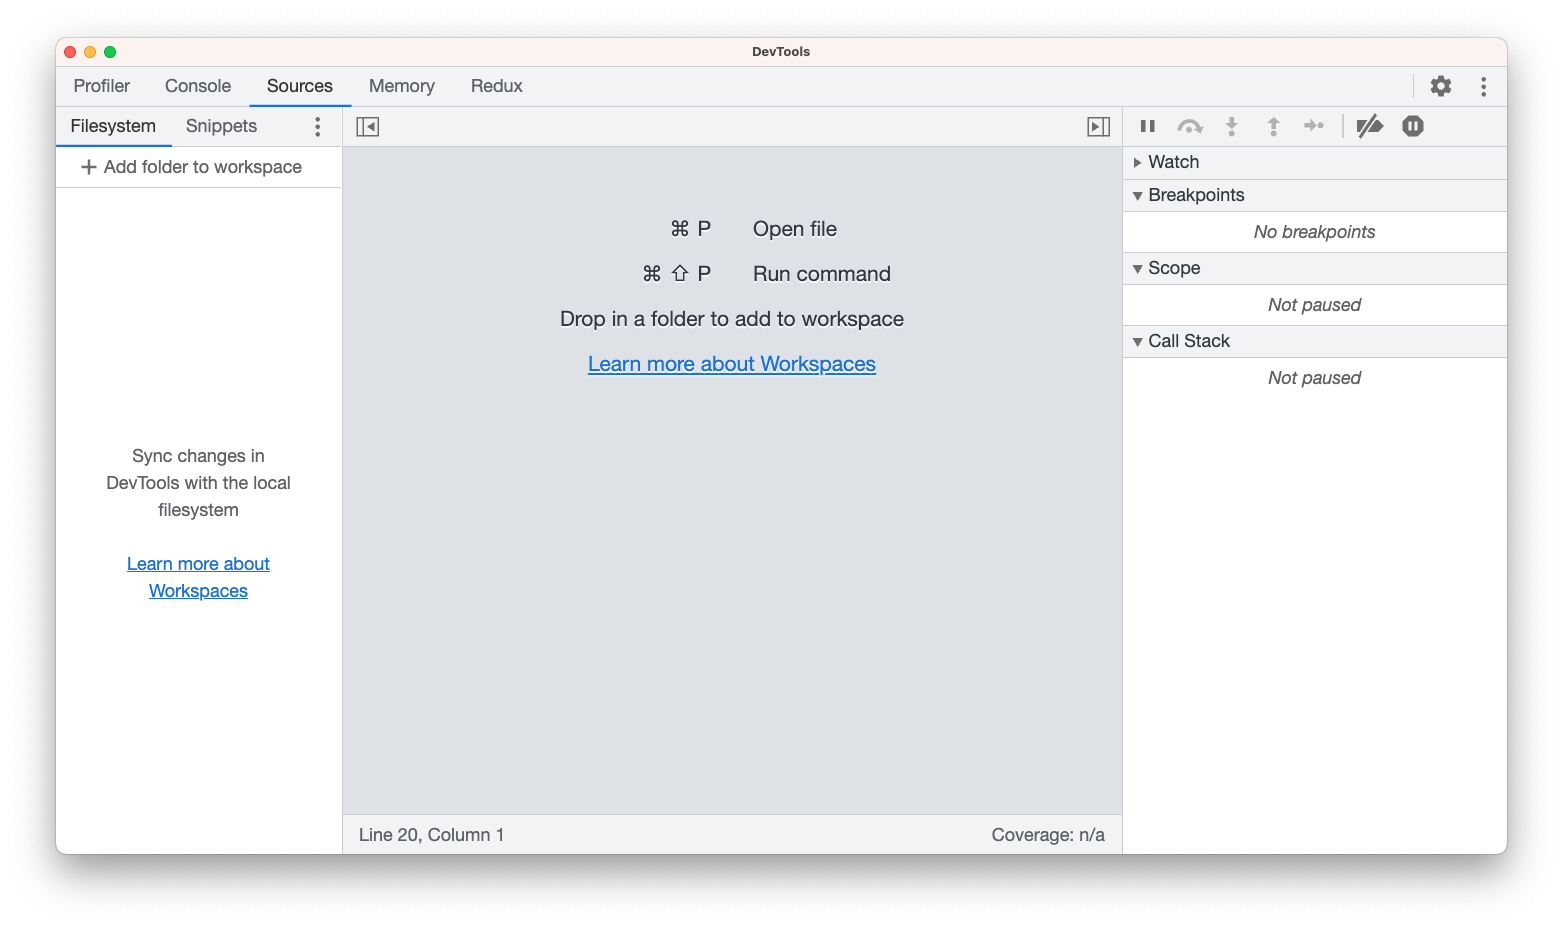 DevTools
Profiler Console Sources Memory Redux
Filesystem Snippets
Add folder to workspace
Sync changes in
DevTools with the local
filesystem
Learn more about
Workspaces
⌘ P Open file
⌘ ⇧ P Run command
Drop in a folder to add to workspace
Learn more about Workspaces
Line 20, Column 1
Coverage: n/a
Watch
Breakpoints
No breakpoints
Scope
Not paused
Call Stack
Not paused